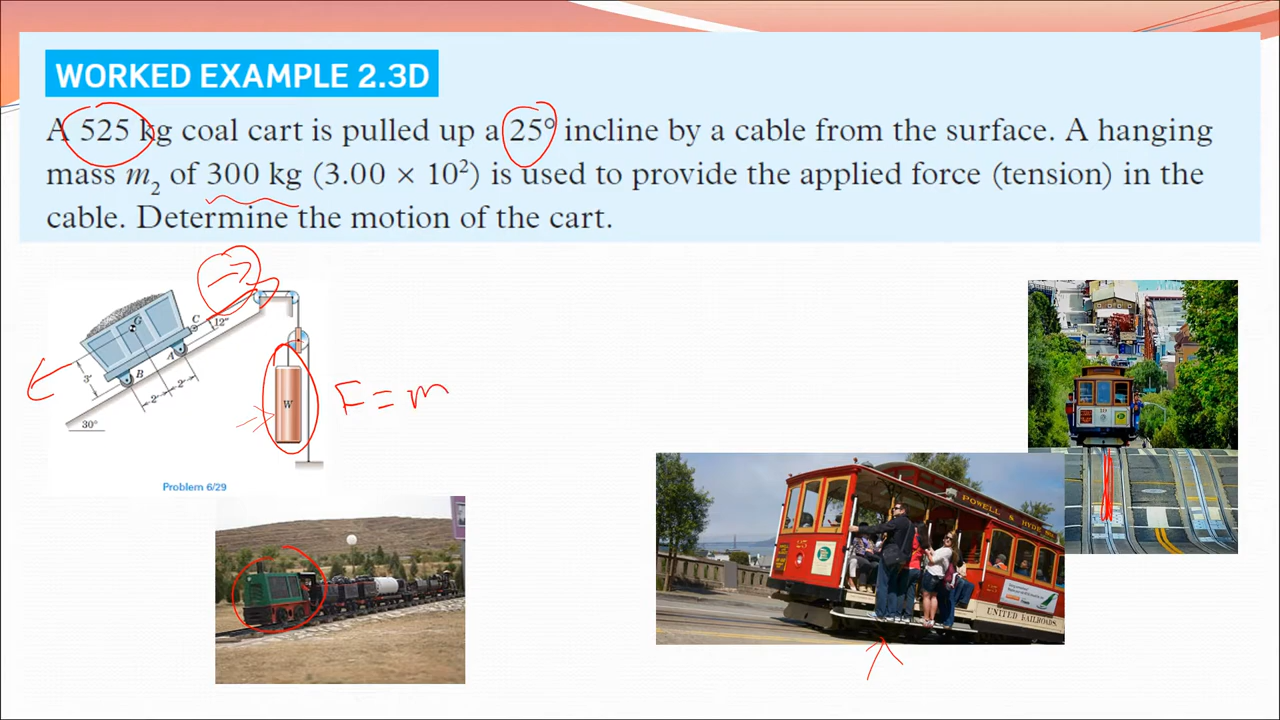 WORKED EXAMPLE 2.3D
A 525 kg coal cart is pulled up a 25° incline by a cable from the surface. A hanging
mass m₂ of 300 kg (3.00 × 10²) is used to provide the applied force (tension) in the
cable. Determine the motion of the cart.
G
C
12"
A
B
3'
2'
2'
30°
W
F = m
Problem 6/29
POWELL & HYDE
25
UNITED RAILROADS